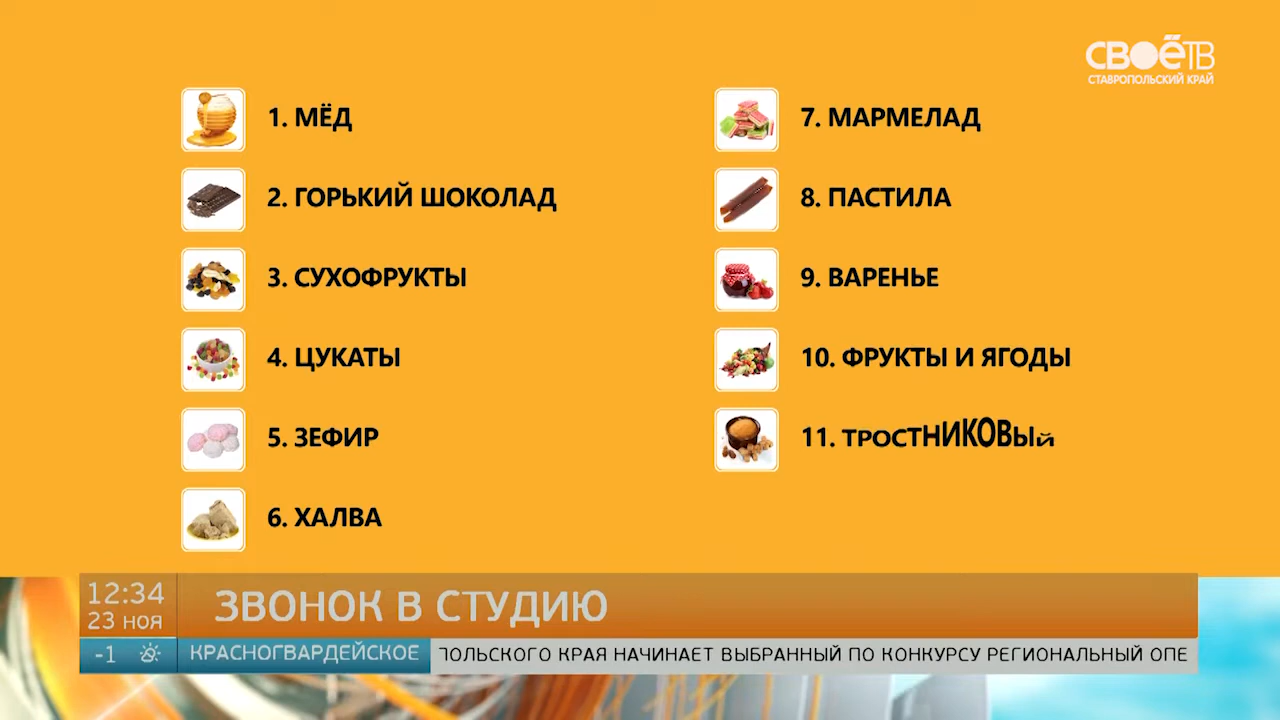 СВОЁТВ
СТАВРОПОЛЬСКИЙ КРАЙ
1. МЁД
2. ГОРЬКИЙ ШОКОЛАД
3. СУХОФРУКТЫ
4. ЦУКАТЫ
5. ЗЕФИР
6. ХАЛВА
7. МАРМЕЛАД
8. ПАСТИЛА
9. ВАРЕНЬЕ
10. ФРУКТЫ И ЯГОДЫ
11. ТРОСТНИКОВЫй
12:34
23 НОЯ
ЗВОНОК В СТУДИЮ
-1
КРАСНОГВАРДЕЙСКОЕ
ПОЛЬСКОГО КРАЯ НАЧИНАЕТ ВЫБРАННЫЙ ПО КОНКУРСУ РЕГИОНАЛЬНЫЙ ОПЕ